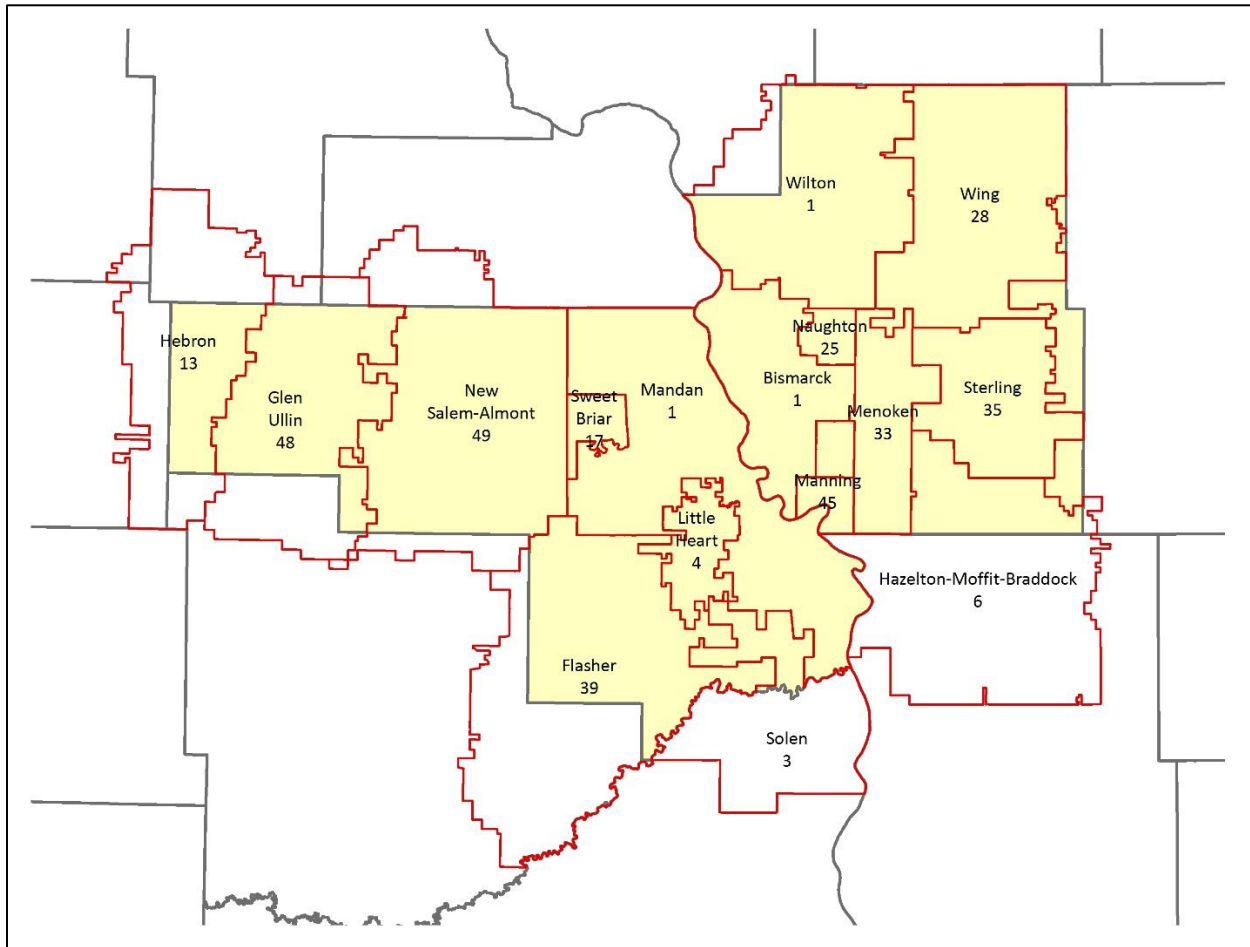 Wilton
1
Wing
28
Hebron
13
Glen
Ullin
48
New
Salem-Almont
49
Sweet
Briar
17
Mandan
1
Bismarck
1
Naughton
25
Menoken
33
Sterling
35
Manning
45
Little
Heart
4
Hazelton-Moffit-Braddock
6
Flasher
39
Solen
3